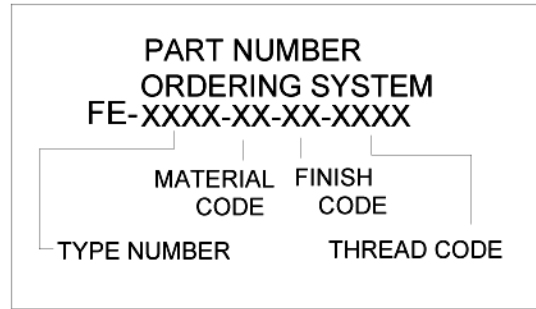 PART NUMBER
ORDERING SYSTEM
FE-XXXX-XX-XX-XXXX
MATERIAL FINISH
CODE CODE
TYPE NUMBER THREAD CODE